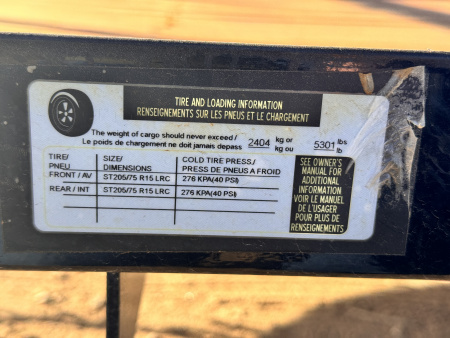 TIRE AND LOADING INFORMATION
RENSEIGNEMENTS SUR LES PNEUS ET LE CHARGEMENT
The weight of cargo should never exceed / 2404 kg or 5301 lbs
Le poids de chargement ne doit jamais depass kg ou lb
TIRE/ SIZE/ COLD TIRE PRESS/
PNEU DIMENSIONS PRESS DE PNEUS A FROID
FRONT / AV ST205/75 R15 LRC 276 KPA(40 PSI)
REAR / INT ST205/75 R15 LRC 276 KPA(40 PSI)
SEE OWNER'S
MANUAL FOR
ADDITIONAL
INFORMATION
VOIR LE MANUEL
DE L'USAGER
POUR PLUS DE
RENSEIGNEMENTS